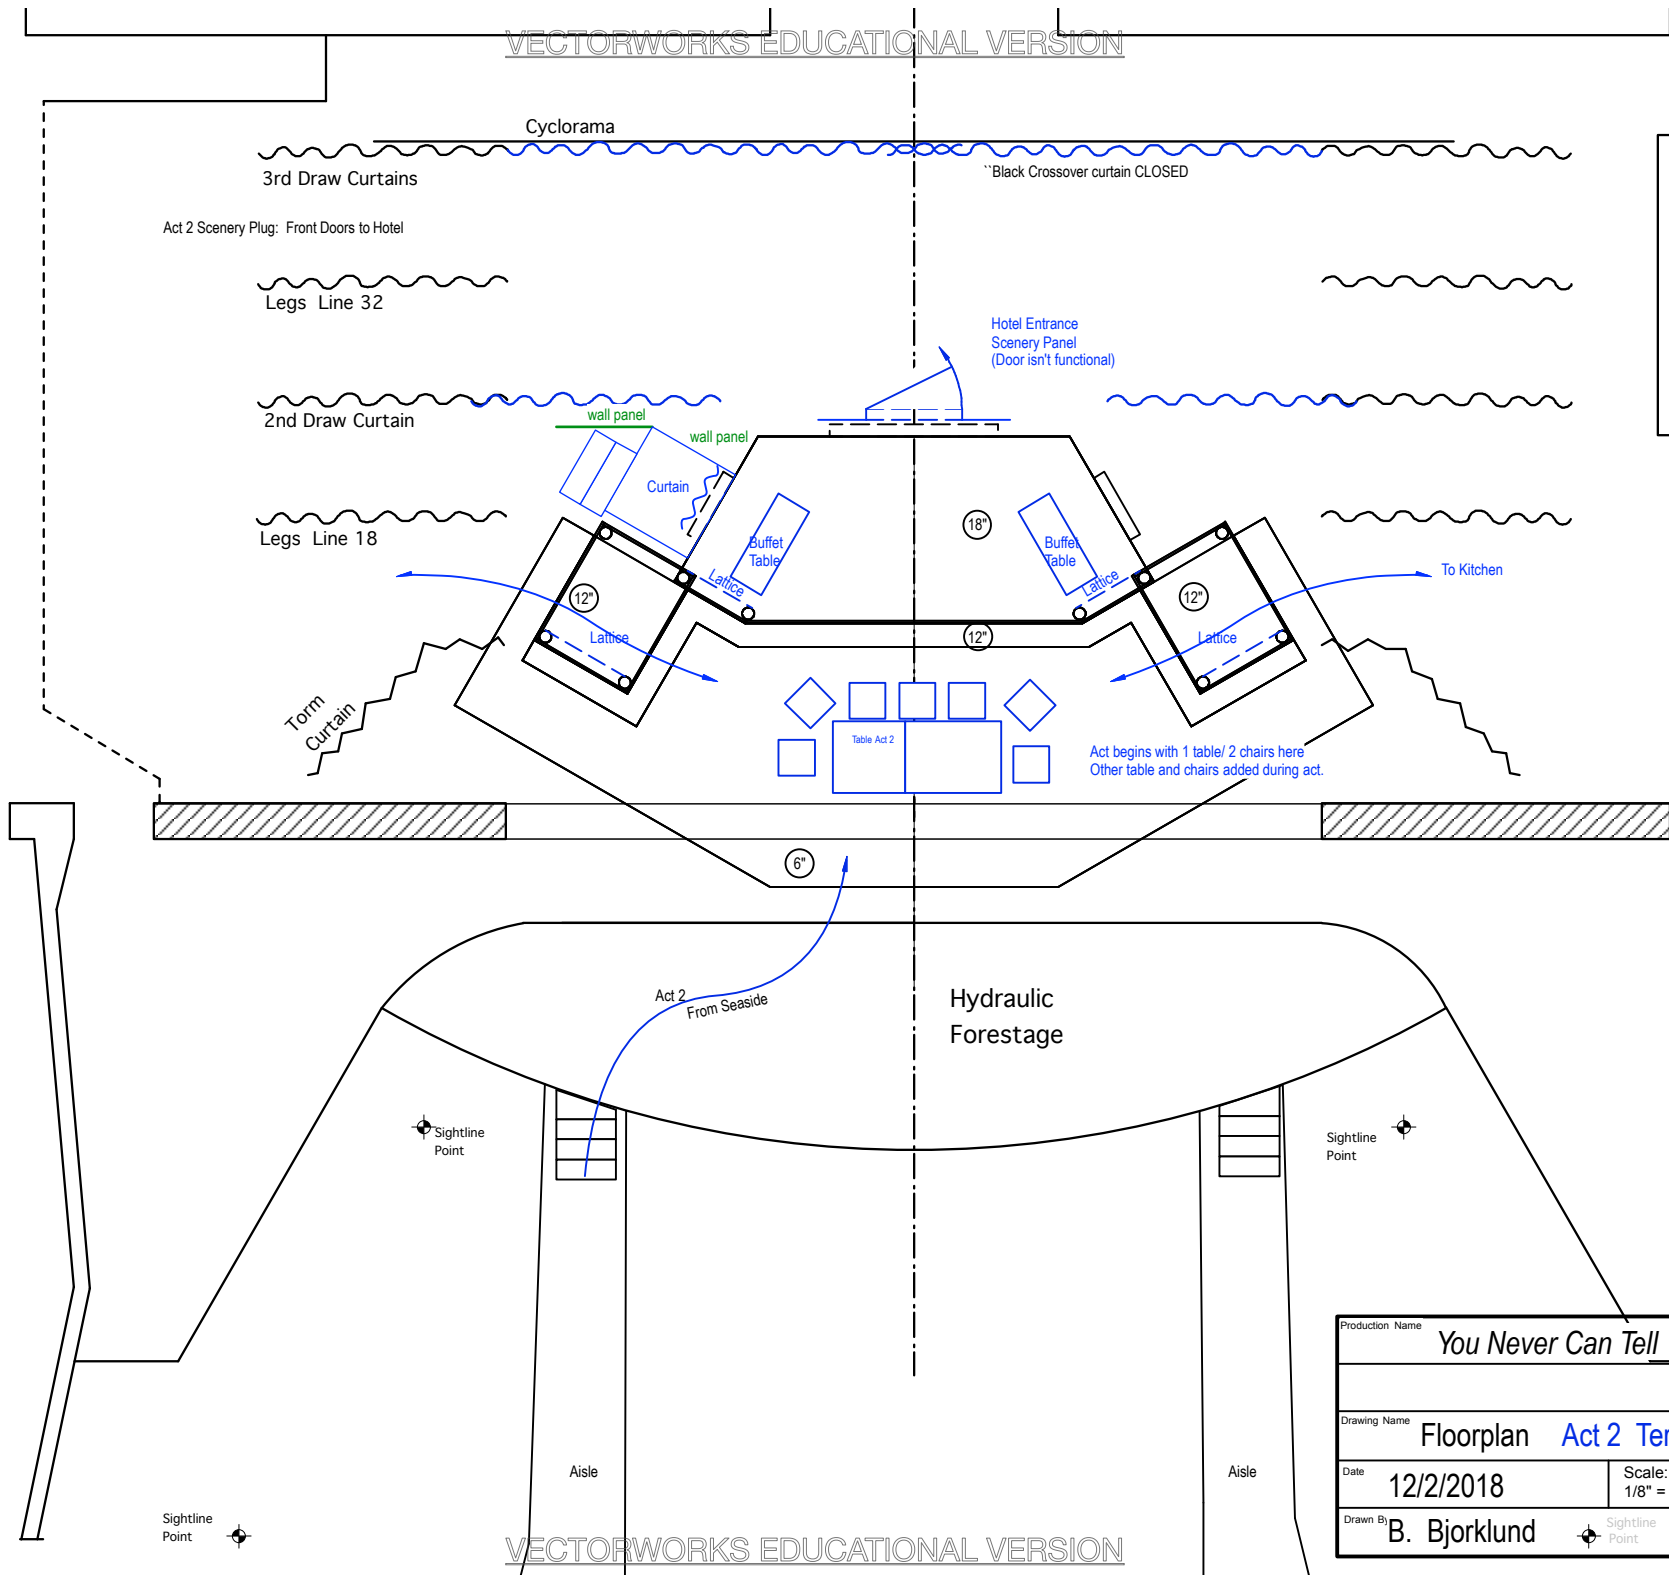 VECTORWORKS EDUCATIONAL VERSION
Cyclorama
3rd Draw Curtains
``Black Crossover curtain CLOSED
Act 2 Scenery Plug: Front Doors to Hotel
Legs Line 32
Hotel Entrance
Scenery Panel
(Door isn't functional)
2nd Draw Curtain
wall panel
wall panel
Curtain
Legs Line 18
18"
Buffet
Table
Buffet
Table
Lattice
Lattice
To Kitchen
12"
12"
12"
Lattice
Lattice
Torm
Curtain
Table Act 2
Act begins with 1 table/ 2 chairs here
Other table and chairs added during act.
6"
Act 2
From Seaside
Hydraulic
Forestage
Sightline
Point
Sightline
Point
Aisle
Aisle
Sightline
Point
Production Name
You Never Can Tell
Drawing Name
Floorplan Act 2 Ter
Date
12/2/2018
Scale:
1/8" =
Drawn By
B. Bjorklund
Sightline
Point
VECTORWORKS EDUCATIONAL VERSION